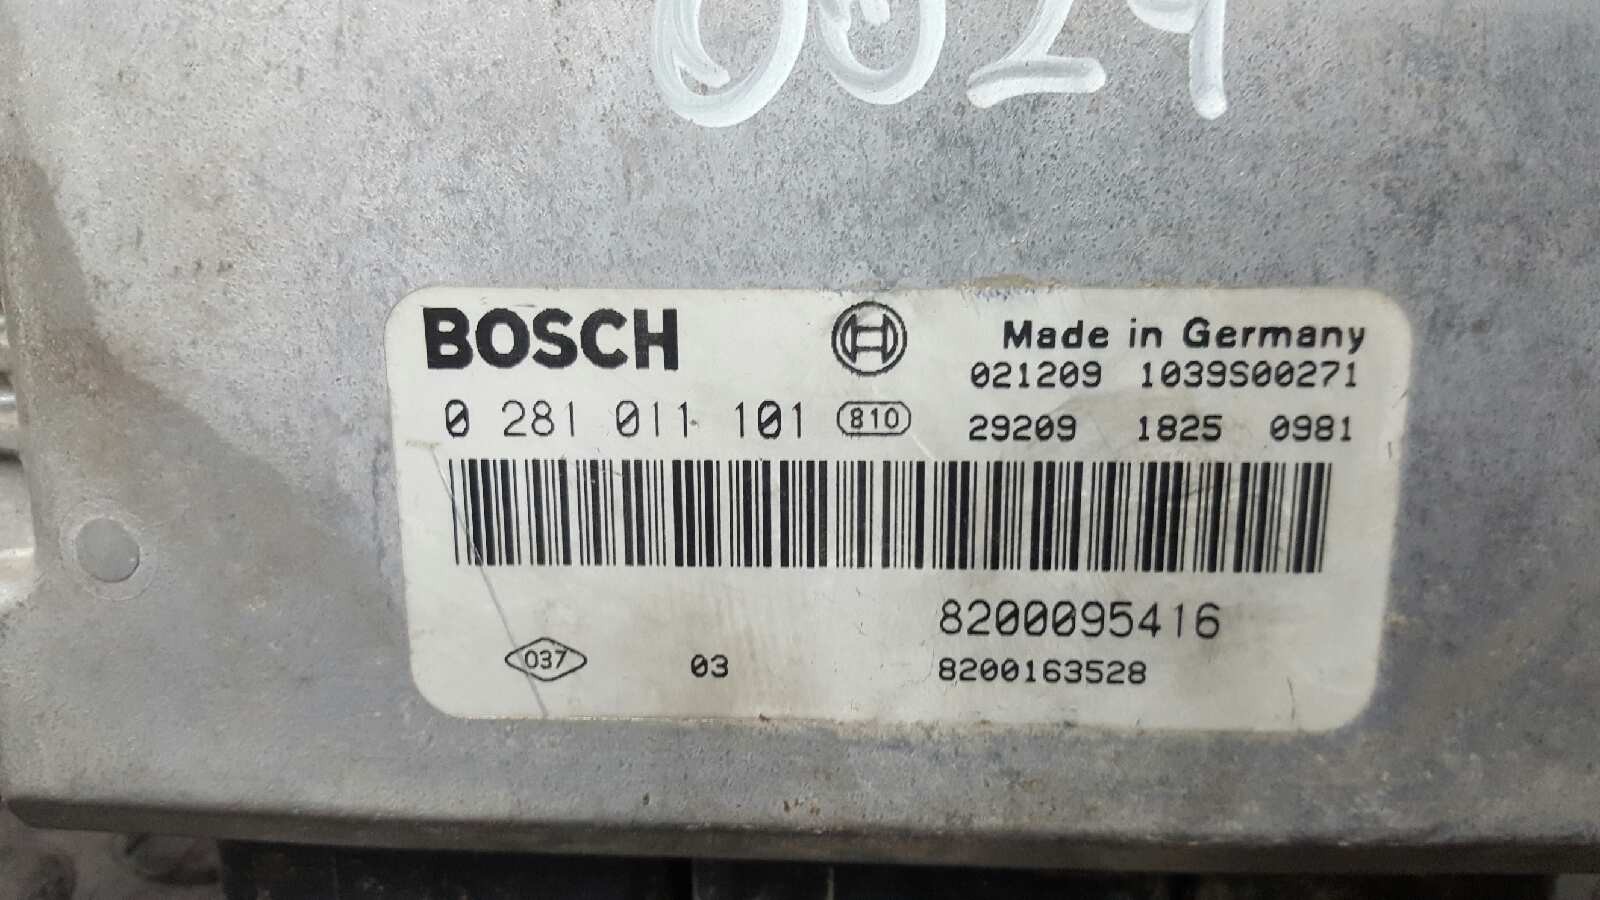 0029
BOSCH
Made in Germany
021209 1039S00271
0 281 011 101 810
29209 1825 0981
8200095416
037 03 8200163528